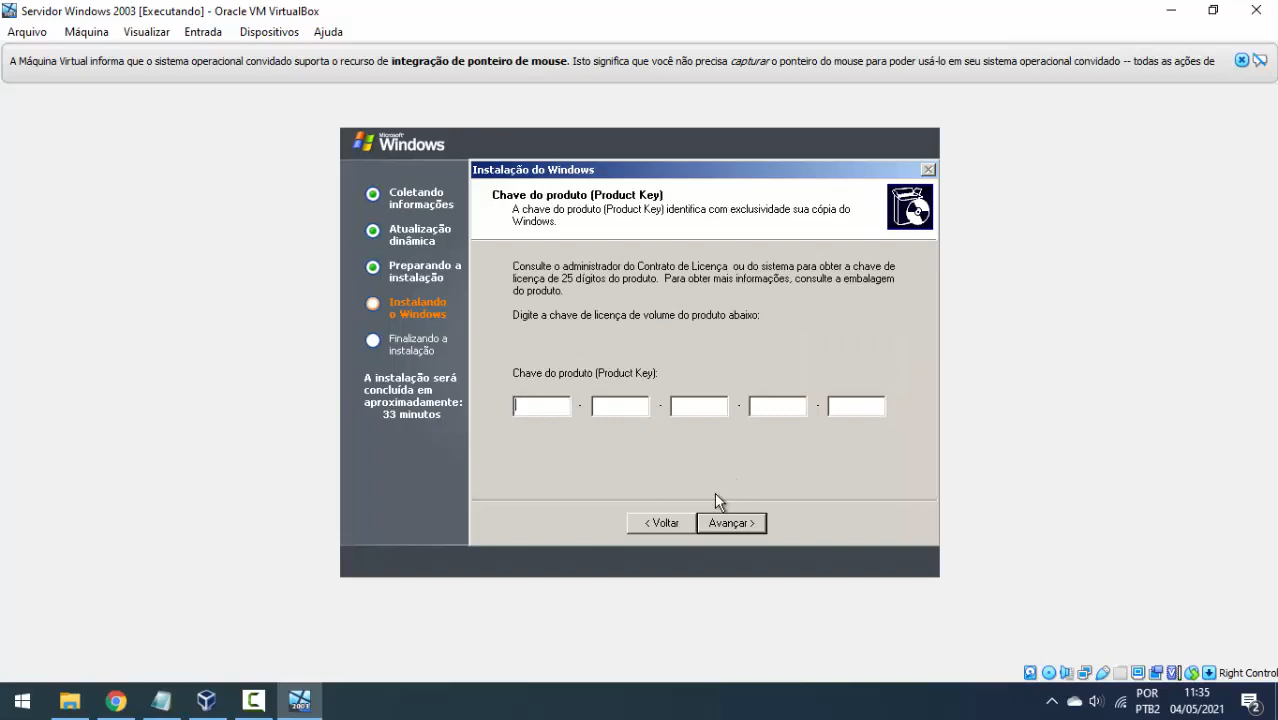 Servidor Windows 2003 [Executando] - Oracle VM VirtualBox
Arquivo Máquina Visualizar Entrada Dispositivos Ajuda
A Máquina Virtual informa que o sistema operacional convidado suporta o recurso de integração de ponteiro de mouse. Isto significa que você não precisa capturar o ponteiro do mouse para poder usá-lo em seu sistema operacional convidado -- todas as ações de
Microsoft
Windows
Coletando
informações
Atualização
dinâmica
Preparando a
instalação
Instalando
o Windows
Finalizando a
instalação
A instalação será
concluída em
aproximadamente:
33 minutos
Instalação do Windows
Chave do produto (Product Key)
A chave do produto (Product Key) identifica com exclusividade sua cópia do
Windows.
Consulte o administrador do Contrato de Licença ou do sistema para obter a chave de
licença de 25 dígitos do produto. Para obter mais informações, consulte a embalagem
do produto.
Digite a chave de licença de volume do produto abaixo:
Chave do produto (Product Key):
- - - -
< Voltar Avançar >
Right Control
POR 11:35
PTB2 04/05/2021
2
2003